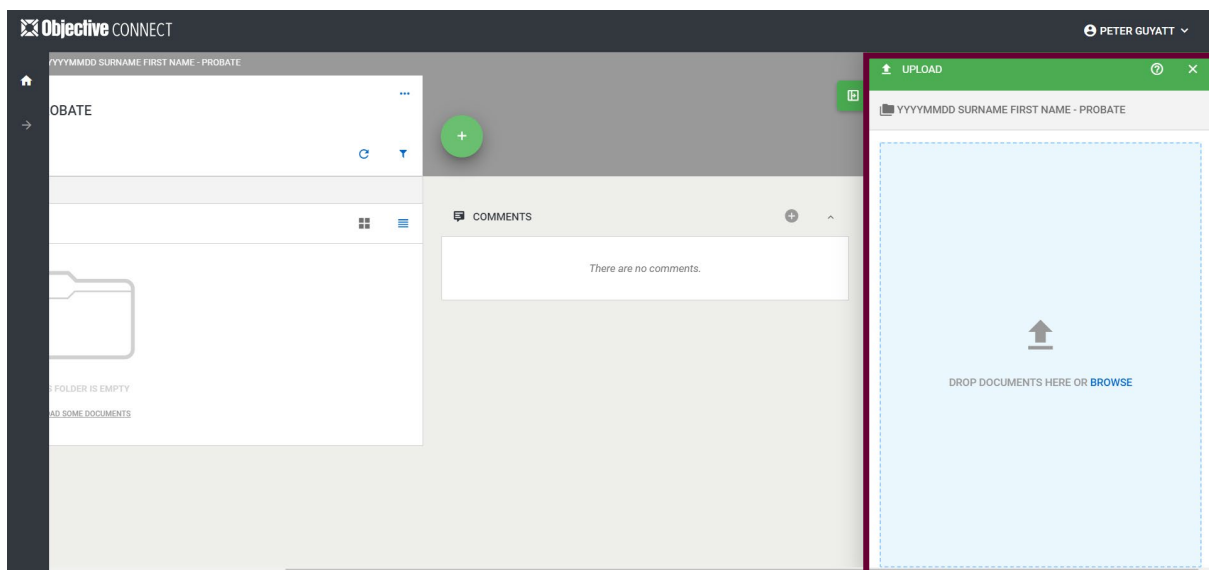 Objective CONNECT
PETER GUYATT
YYYYMMDD SURNAME FIRST NAME - PROBATE
OBATE
FOLDER IS EMPTY
AD SOME DOCUMENTS
COMMENTS
There are no comments.
UPLOAD
YYYYMMDD SURNAME FIRST NAME - PROBATE
DROP DOCUMENTS HERE OR BROWSE